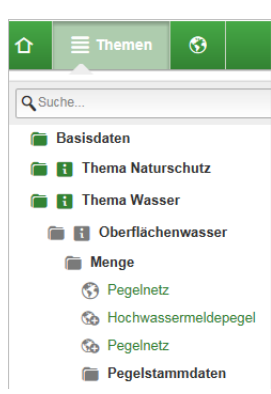 Themen
Suche...
Basisdaten
i Thema Naturschutz
i Thema Wasser
i Oberflächenwasser
Menge
Pegelnetz
Hochwassermeldepegel
Pegelnetz
Pegelstammdaten